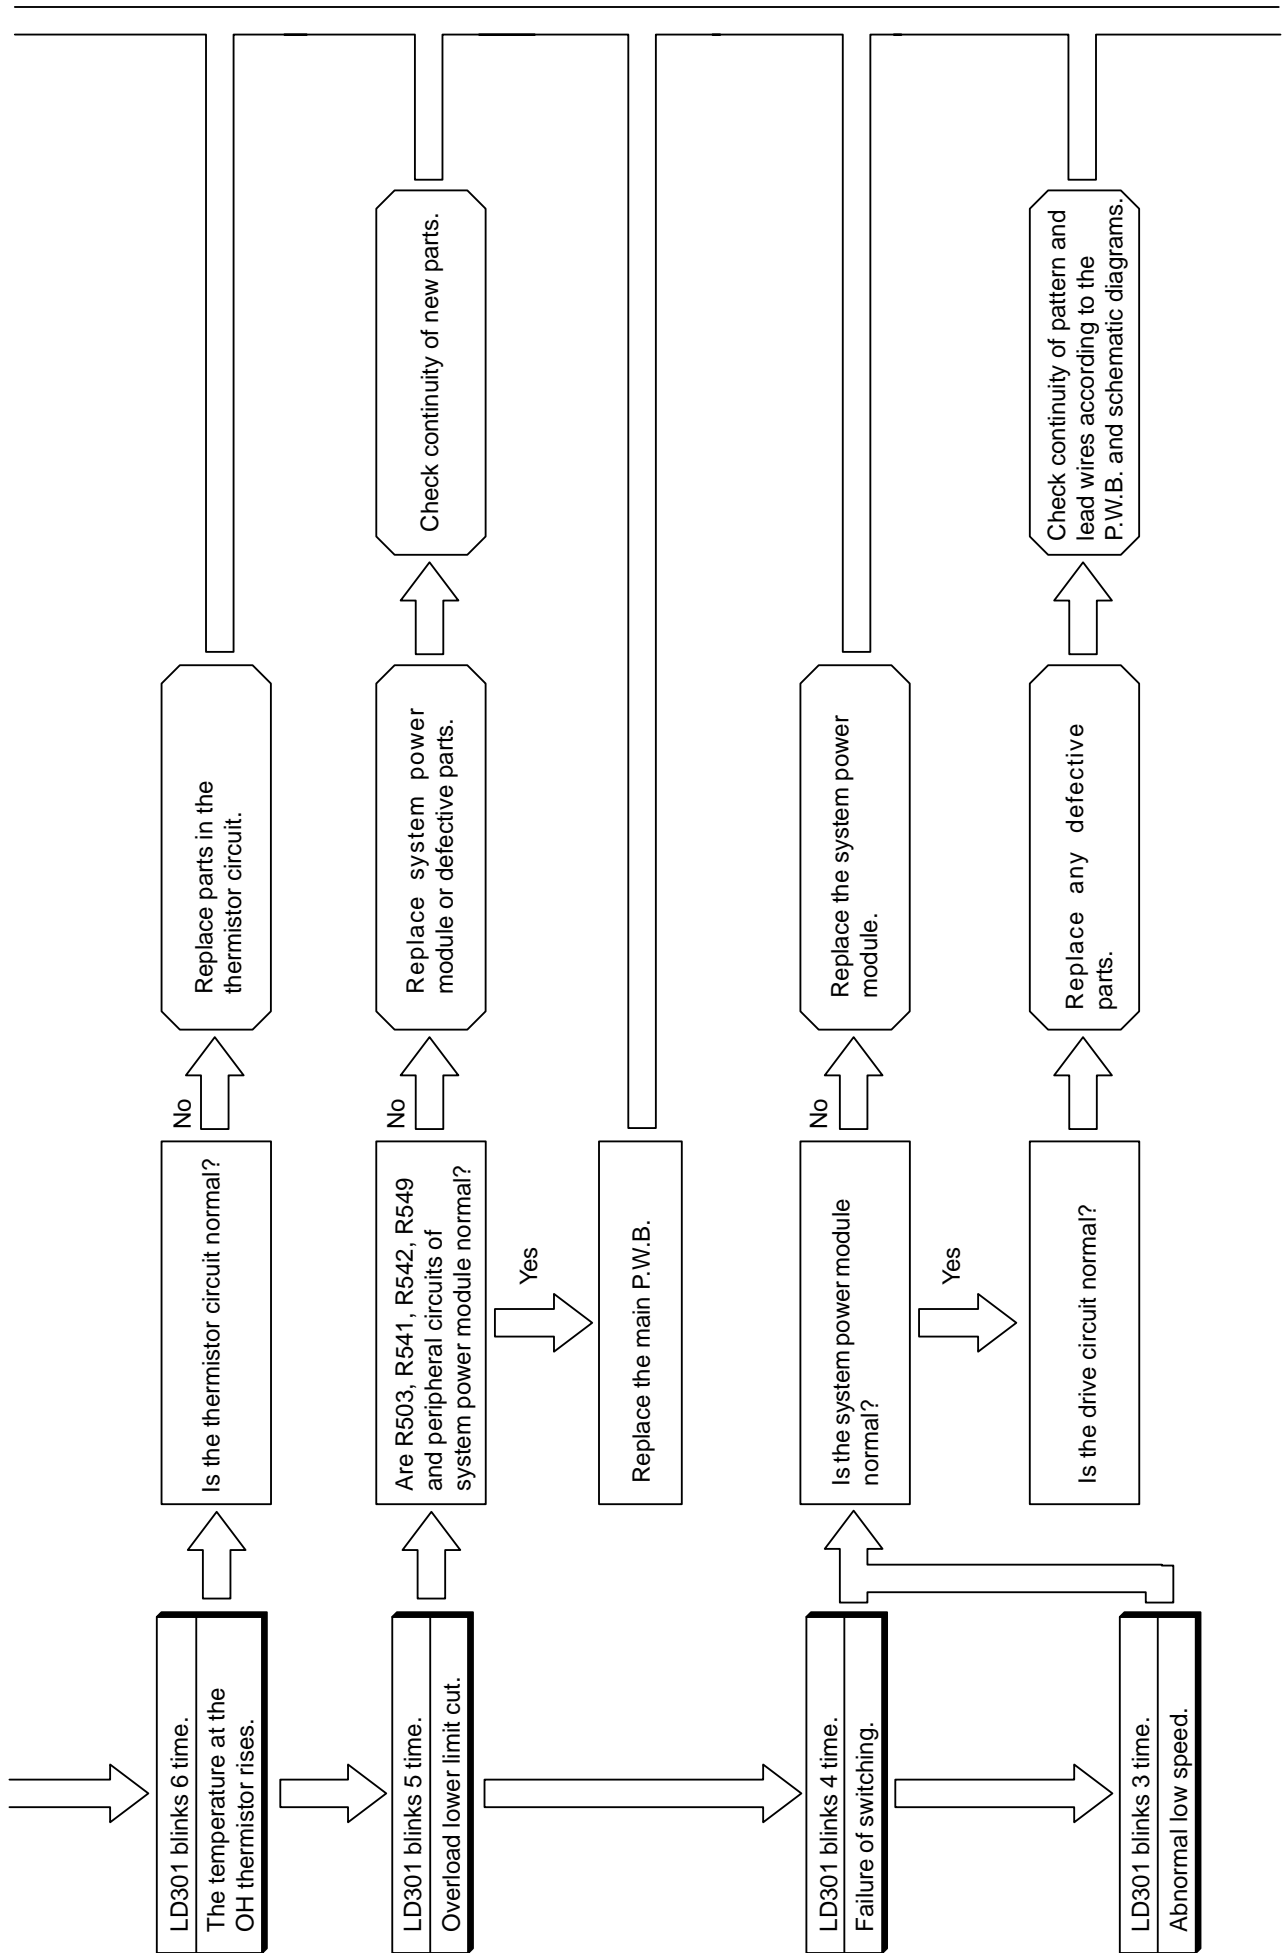 LD301 blinks 6 time.
The temperature at the
OH thermistor rises.
Is the thermistor circuit normal?
No
Replace parts in the
thermistor circuit.
LD301 blinks 5 time.
Overload lower limit cut.
Are R503, R541, R542, R549
and peripheral circuits of
system power module normal?
No
Replace system power
module or defective parts.
Check continuity of new parts.
Yes
Replace the main P.W.B.
LD301 blinks 4 time.
Failure of switching.
Is the system power module
normal?
No
Replace the system power
module.
Yes
Is the drive circuit normal?
Replace any defective
parts.
Check continuity of pattern and
lead wires according to the
P.W.B. and schematic diagrams.
LD301 blinks 3 time.
Abnormal low speed.